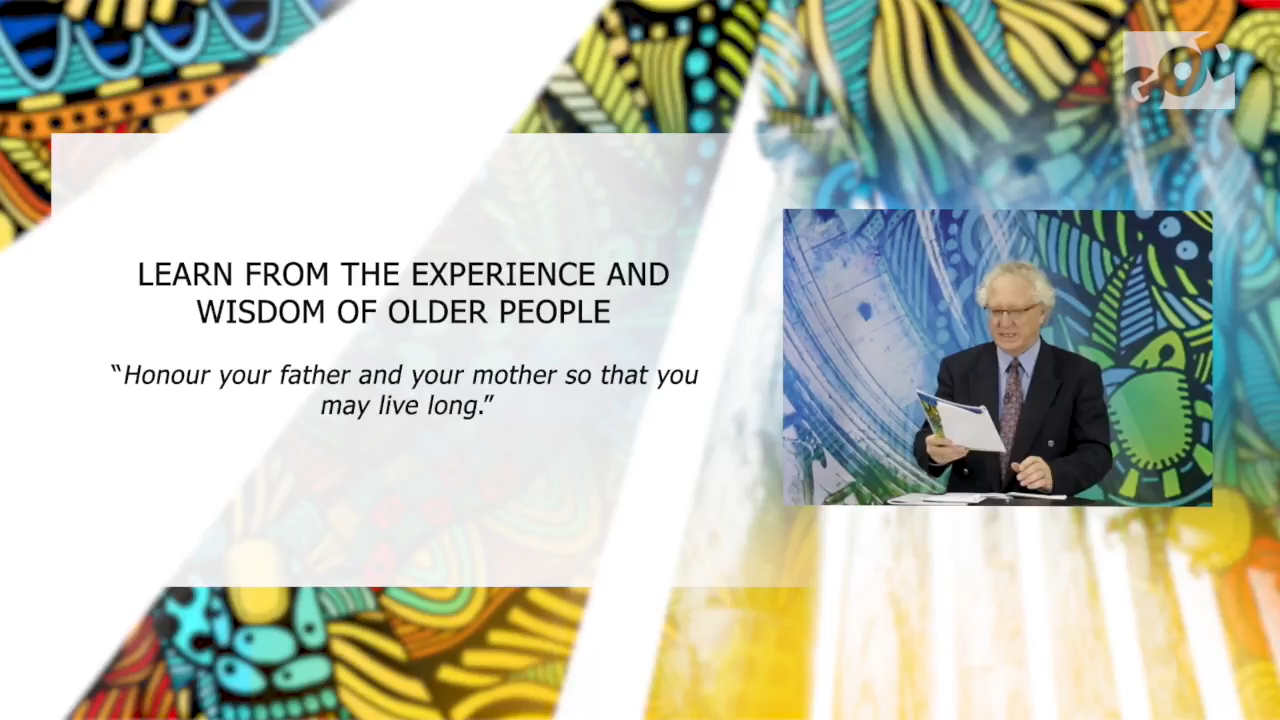 LEARN FROM THE EXPERIENCE AND
WISDOM OF OLDER PEOPLE
“Honour your father and your mother so that you
may live long.”